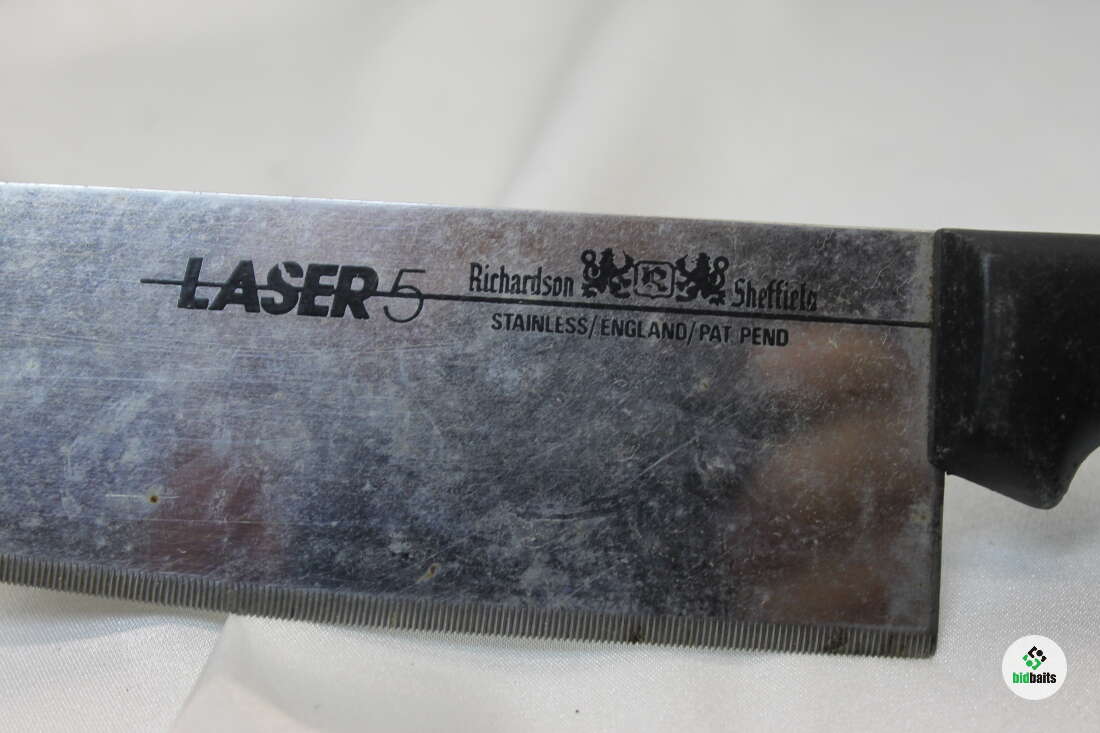 LASER 5 Richardson Sheffield
STAINLESS/ENGLAND/PAT PEND
bidbaits